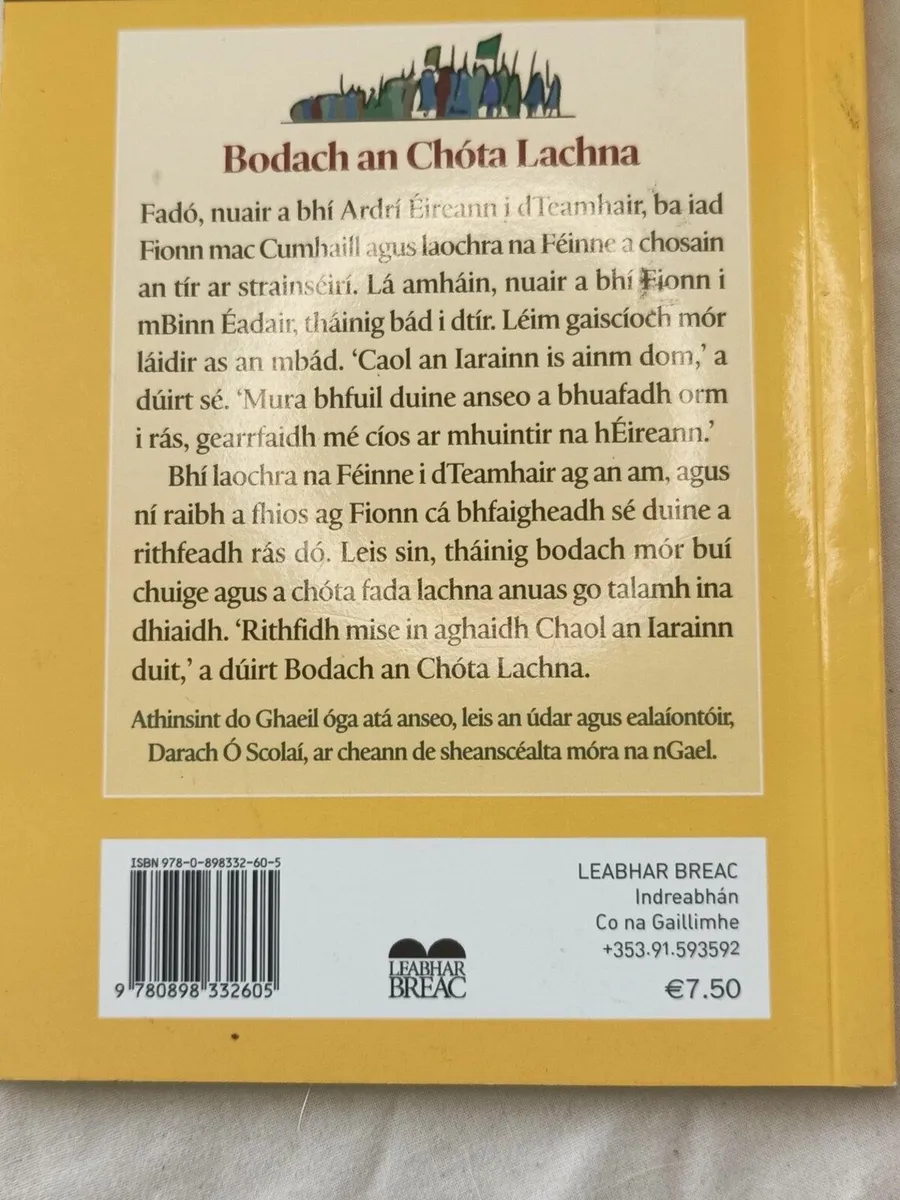 Bodach an Chóta Lachna
Fadó, nuair a bhí Ardrí Éireann i dTeamhair, ba iad
Fionn mac Cumhaill agus laochra na Féinne a chosain
an tír ar strainséirí. Lá amháin, nuair a bhí Fionn i
mBinn Éadair, tháinig bád i dtír. Léim gaiscíoch mór
láidir as an mbád. ‘Caol an Iarainn is ainm dom,’ a
dúirt sé. ‘Mura bhfuil duine anseo a bhuafadh orm
i rás, gearrfaidh mé cíos ar mhuintir na hÉireann.’
Bhí laochra na Féinne i dTeamhair ag an am, agus
ní raibh a fhios ag Fionn cá bhfaigheadh sé duine a
rithfeadh rás dó. Leis sin, tháinig bodach mór buí
chuige agus a chóta fada lachna anuas go talamh ina
dhiaidh. ‘Rithfidh mise in aghaidh Chaol an Iarainn
duit,’ a dúirt Bodach an Chóta Lachna.
Athinsint do Ghaeil óga atá anseo, leis an údar agus ealaíontóir,
Darach Ó Scolaí, ar cheann de sheanscéalta móra na nGael.
ISBN 978-0-898332-60-5
9 780898 332605
LEABHAR
BREAC
LEABHAR BREAC
Indreabhán
Co na Gaillimhe
+353.91.593592
€7.50